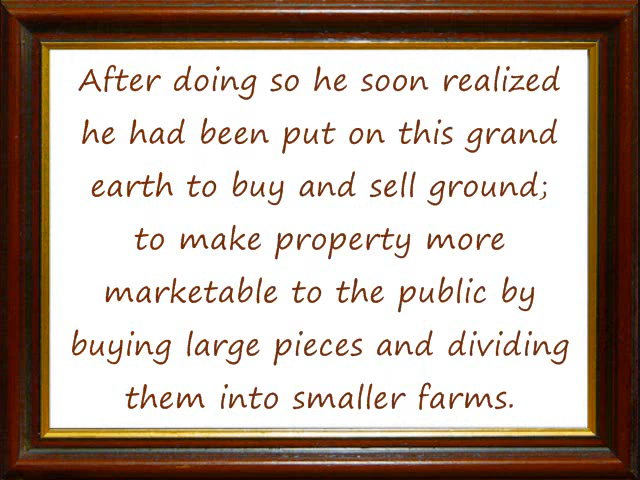 After doing so he soon realized
he had been put on this grand
earth to buy and sell ground;
to make property more
marketable to the public by
buying large pieces and dividing
them into smaller farms.